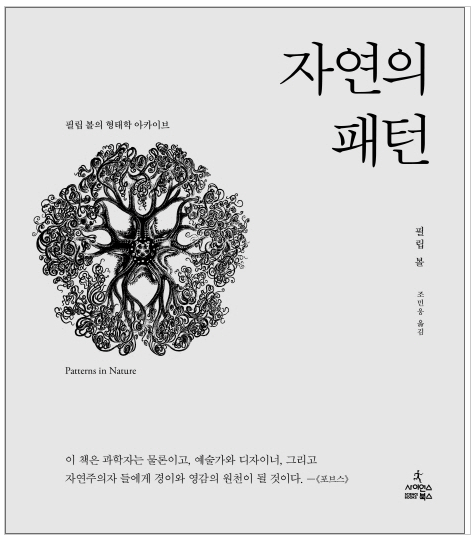 자연의
패턴
필립 볼의 형태학 아카이브
필립 볼
조민웅 옮김
Patterns in Nature
이 책은 과학자는 물론이고, 예술가와 디자이너, 그리고
자연주의자 들에게 경이와 영감의 원천이 될 것이다. —《포브스》
사이언스
SCIENCE BOOKS 북스